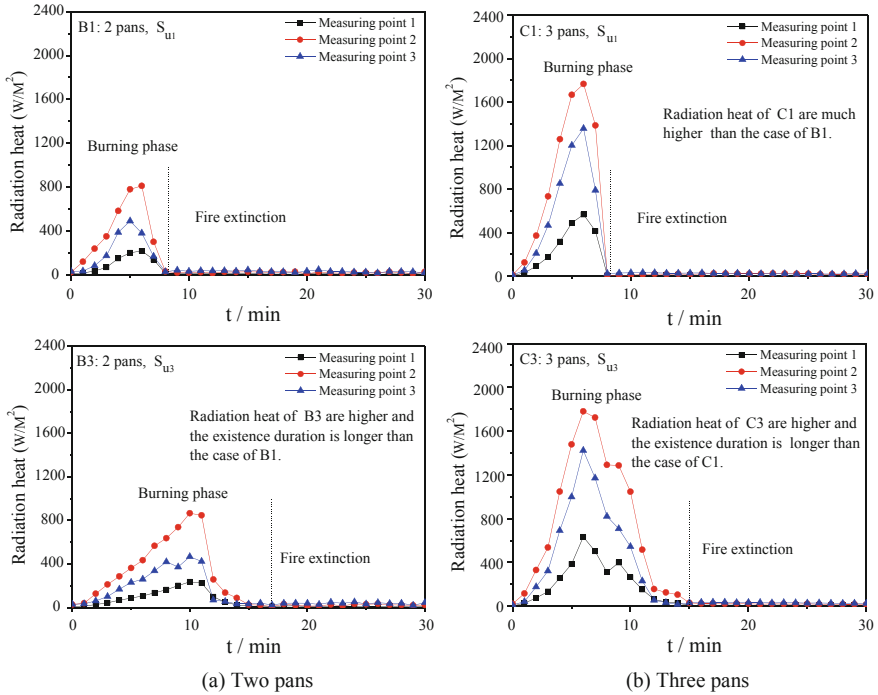 B1: 2 pans, Su1
Measuring point 1
Measuring point 2
Measuring point 3
Burning phase
Fire extinction
Radiation heat (W/M²)
2400
2000
1600
1200
800
400
0
0 10 20 30
t / min
C1: 3 pans, Su1
Measuring point 1
Measuring point 2
Measuring point 3
Burning phase
Radiation heat of C1 are much
higher than the case of B1.
Fire extinction
Radiation heat (W/M²)
2400
2000
1600
1200
800
400
0
0 10 20 30
t / min
B3: 2 pans, Su3
Measuring point 1
Measuring point 2
Measuring point 3
Radiation heat of B3 are higher and
the existence duration is longer than
the case of B1.
Burning phase
Fire extinction
Radiation heat (W/M²)
2400
2000
1600
1200
800
400
0
0 10 20 30
t / min
C3: 3 pans, Su3
Measuring point 1
Measuring point 2
Measuring point 3
Burning phase
Radiation heat of C3 are higher and
the existence duration is longer than
the case of C1.
Fire extinction
Radiation heat (W/M²)
2400
2000
1600
1200
800
400
0
0 10 20 30
t / min
(a) Two pans
(b) Three pans